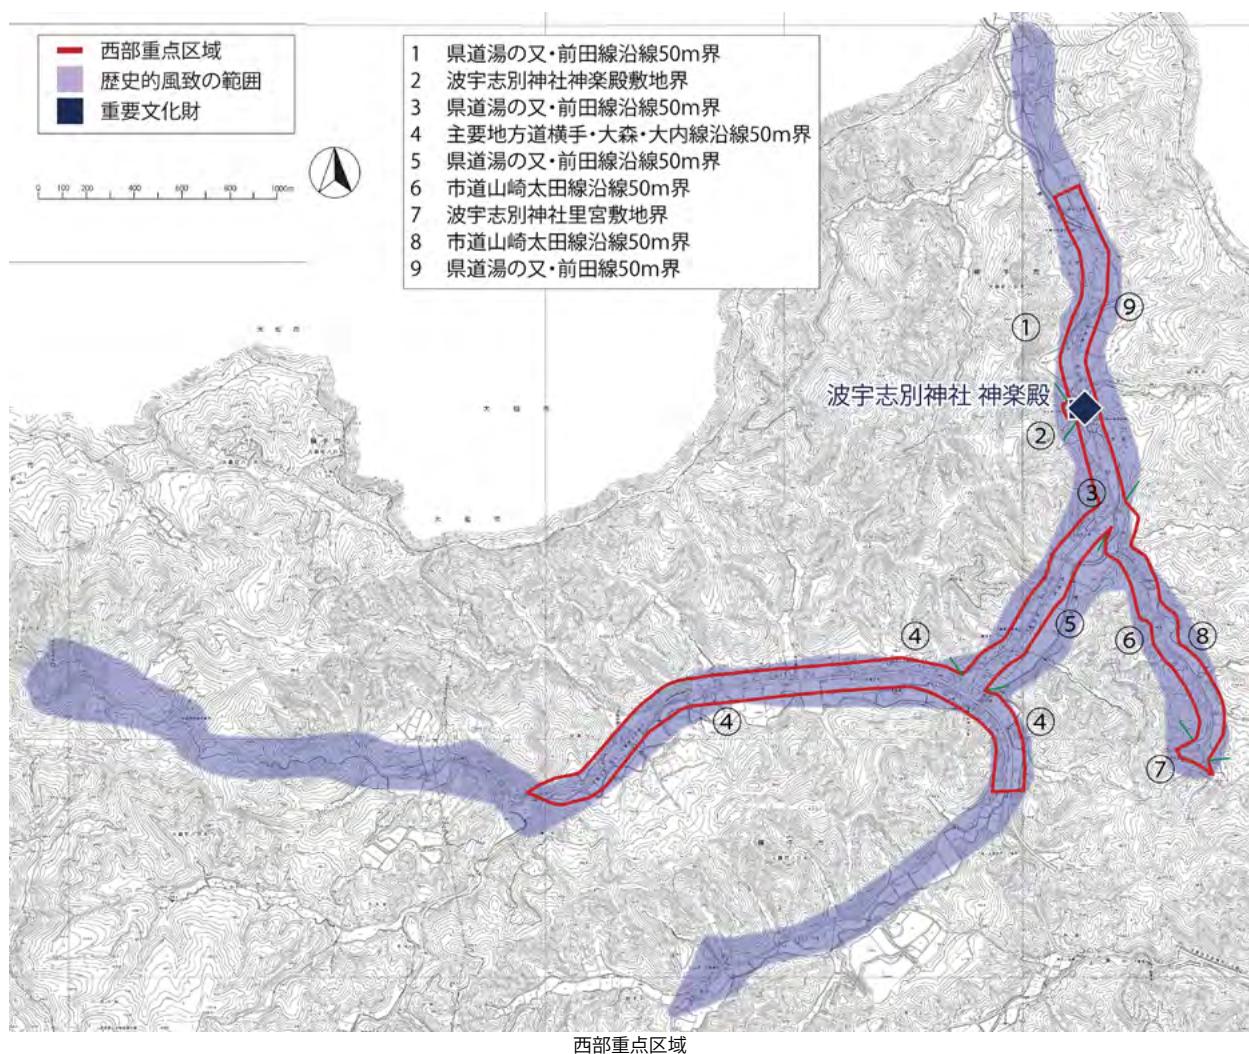 西部重点区域
歴史的風致の範囲
重要文化財
0 100 200 400 600 800 1000m
1 県道湯の又・前田線沿線50m界
2 波宇志別神社神楽殿敷地界
3 県道湯の又・前田線沿線50m界
4 主要地方道横手・大森・大内線沿線50m界
5 県道湯の又・前田線沿線50m界
6 市道山崎太田線沿線50m界
7 波宇志別神社里宮敷地界
8 市道山崎太田線沿線50m界
9 県道湯の又・前田線50m界
⑨
①
波宇志別神社 神楽殿
②
③
大仙市
大仙市
大仙市
④
⑤
⑥
⑧
④
④
⑦
西部重点区域